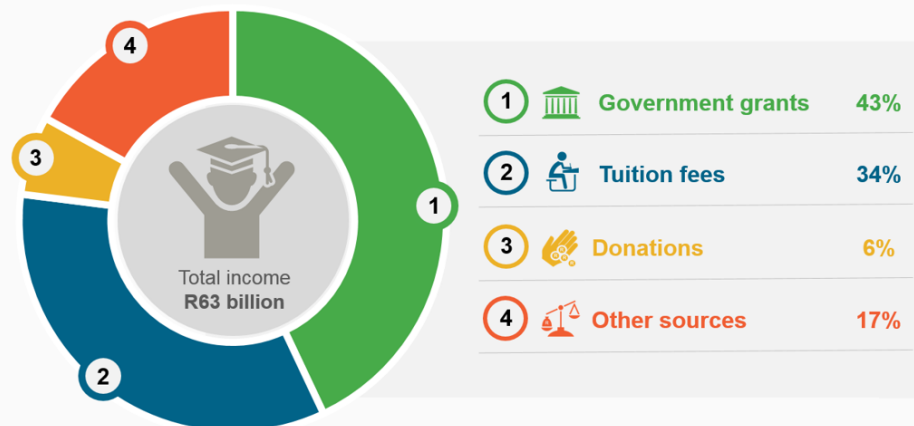 4
3
1
2
Total income
R63 billion
1 Government grants 43%
2 Tuition fees 34%
3 Donations 6%
4 Other sources 17%